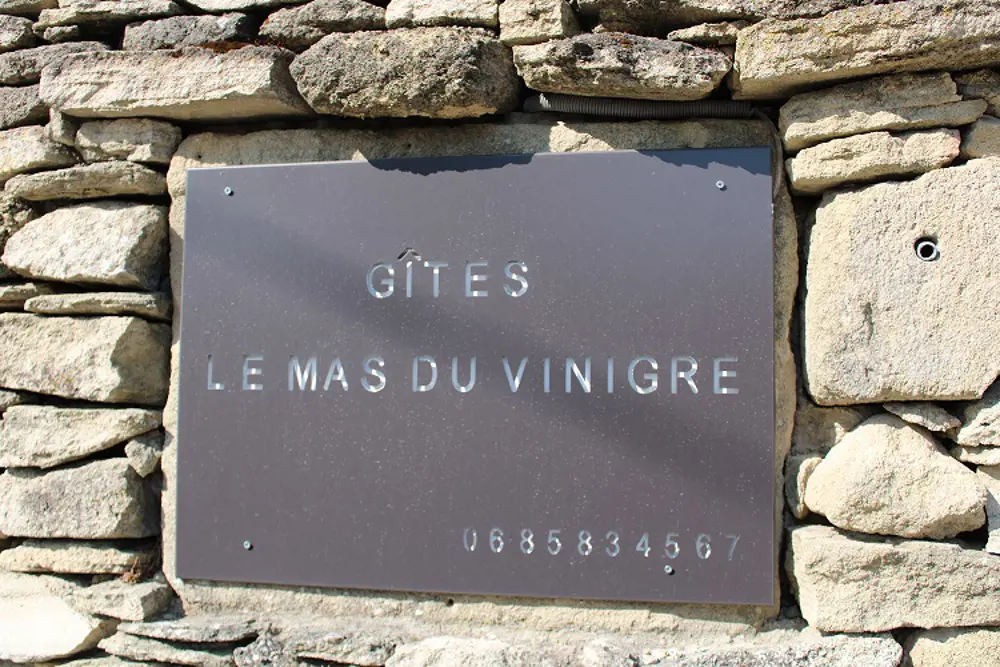 GÎTES
LE MAS DU VINIGRE
0685834567